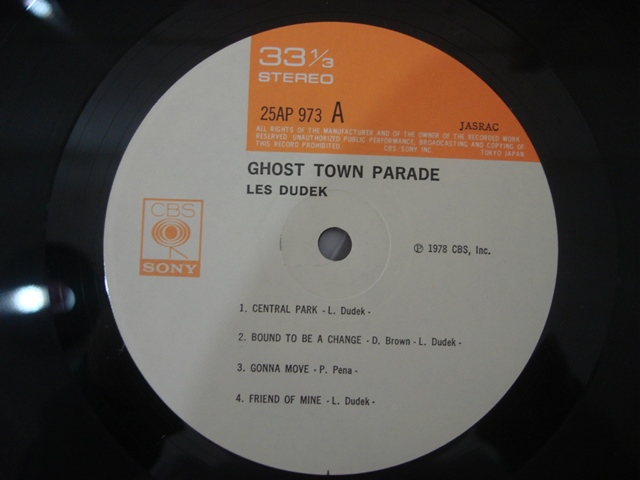 33 1/3
STEREO
25AP 973 A
JASRAC
ALL RIGHTS OF THE MANUFACTURER AND OF THE OWNER OF THE RECORDED WORK
RESERVED. UNAUTHORIZED PUBLIC PERFORMANCE, BROADCASTING AND COPYING OF
THIS RECORD PROHIBITED. CBS/SONY INC. TOKYO JAPAN
GHOST TOWN PARADE
LES DUDEK
CBS
SONY
℗ 1978 CBS, Inc.
1. CENTRAL PARK - L. Dudek -
2. BOUND TO BE A CHANGE - D. Brown - L. Dudek -
3. GONNA MOVE - P. Pena -
4. FRIEND OF MINE - L. Dudek -